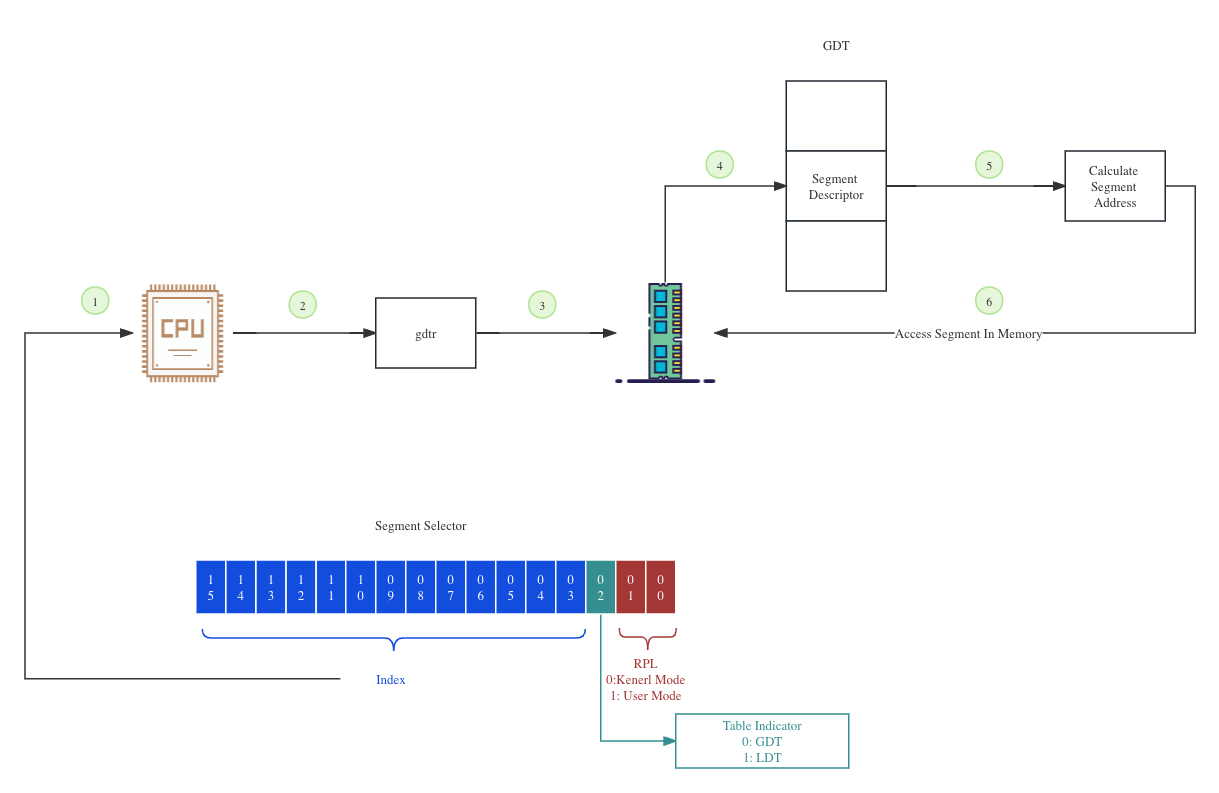 GDT
4
5
Segment
Descriptor
Calculate
Segment
Address
1
2
3
6
CPU
gdtr
Access Segment In Memory
Segment Selector
15 14 13 12 11 10 09 08 07 06 05 04 03 02 01 00
Index
RPL
0:Kenerl Mode
1: User Mode
Table Indicator
0: GDT
1: LDT